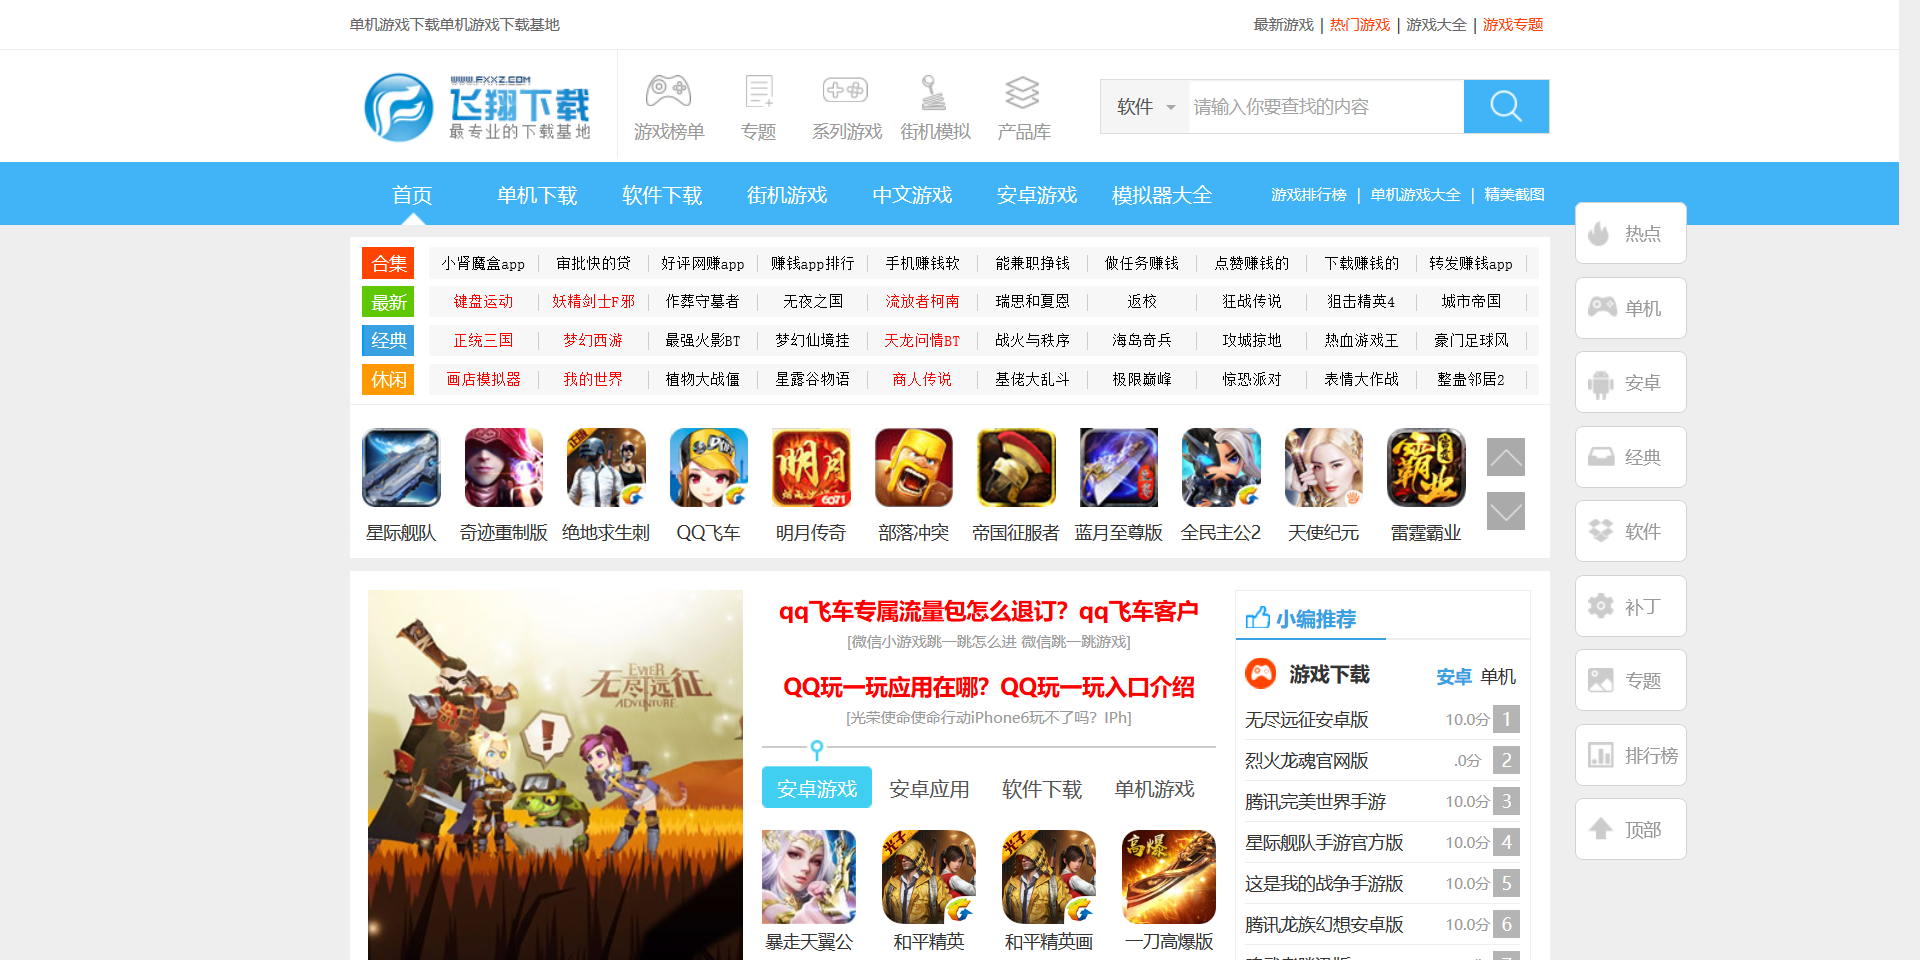 单机游戏下载单机游戏下载基地
最新游戏 | 热门游戏 | 游戏大全 | 游戏专题
WWW.FXXZ.COM
飞翔下载
最专业的下载基地
游戏榜单 专题 系列游戏 街机模拟 产品库
软件 请输入你要查找的内容
首页 单机下载 软件下载 街机游戏 中文游戏 安卓游戏 模拟器大全 游戏排行榜 | 单机游戏大全 | 精美截图
合集 小肾魔盒app 审批快的贷 好评网赚app 赚钱app排行 手机赚钱软 能兼职挣钱 做任务赚钱 点赞赚钱的 下载赚钱的 转发赚钱app
最新 键盘运动 妖精剑士F邪 作葬守墓者 无夜之国 流放者柯南 瑞思和夏恩 返校 狂战传说 狙击精英4 城市帝国
经典 正统三国 梦幻西游 最强火影BT 梦幻仙境挂 天龙问情BT 战火与秩序 海岛奇兵 攻城掠地 热血游戏王 豪门足球风
休闲 画店模拟器 我的世界 植物大战僵 星露谷物语 商人传说 基佬大乱斗 极限巅峰 惊恐派对 表情大作战 整蛊邻居2
星际舰队 奇迹重制版 绝地求生刺 QQ飞车 明月传奇 部落冲突 帝国征服者 蓝月至尊版 全民主公2 天使纪元 雷霆霸业
热点
单机
安卓
经典
软件
补丁
专题
排行榜
顶部
EVER
无尽远征
ADVENTURE
qq飞车专属流量包怎么退订？qq飞车客户
[微信小游戏跳一跳怎么进 微信跳一跳游戏]
QQ玩一玩应用在哪？QQ玩一玩入口介绍
[光荣使命使命行动iPhone6玩不了吗？IPh]
安卓游戏 安卓应用 软件下载 单机游戏
高爆
暴走天翼公 和平精英 和平精英画 一刀高爆版
小编推荐
游戏下载 安卓 单机
无尽远征安卓版 10.0分 1
烈火龙魂官网版 .0分 2
腾讯完美世界手游 10.0分 3
星际舰队手游官方版 10.0分 4
这是我的战争手游版 10.0分 5
腾讯龙族幻想安卓版 10.0分 6